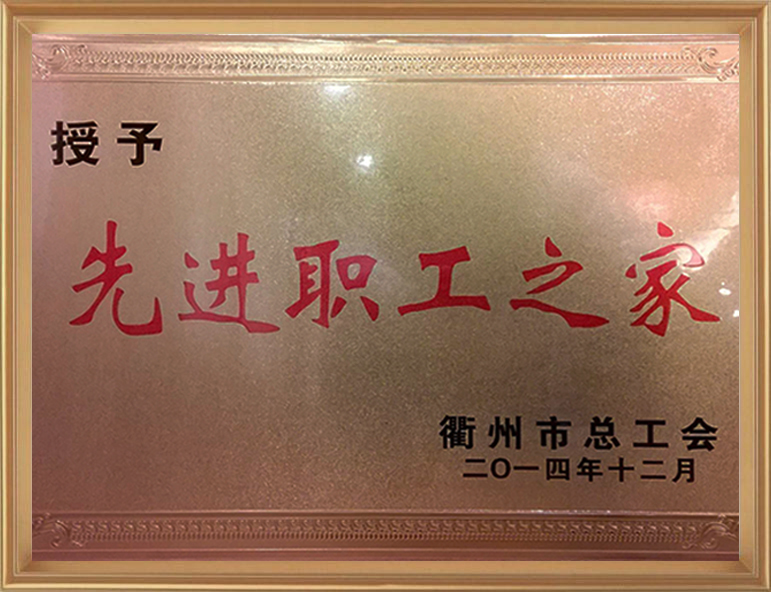 授予
先进职工之家
衢州市总工会
二〇一四年十二月